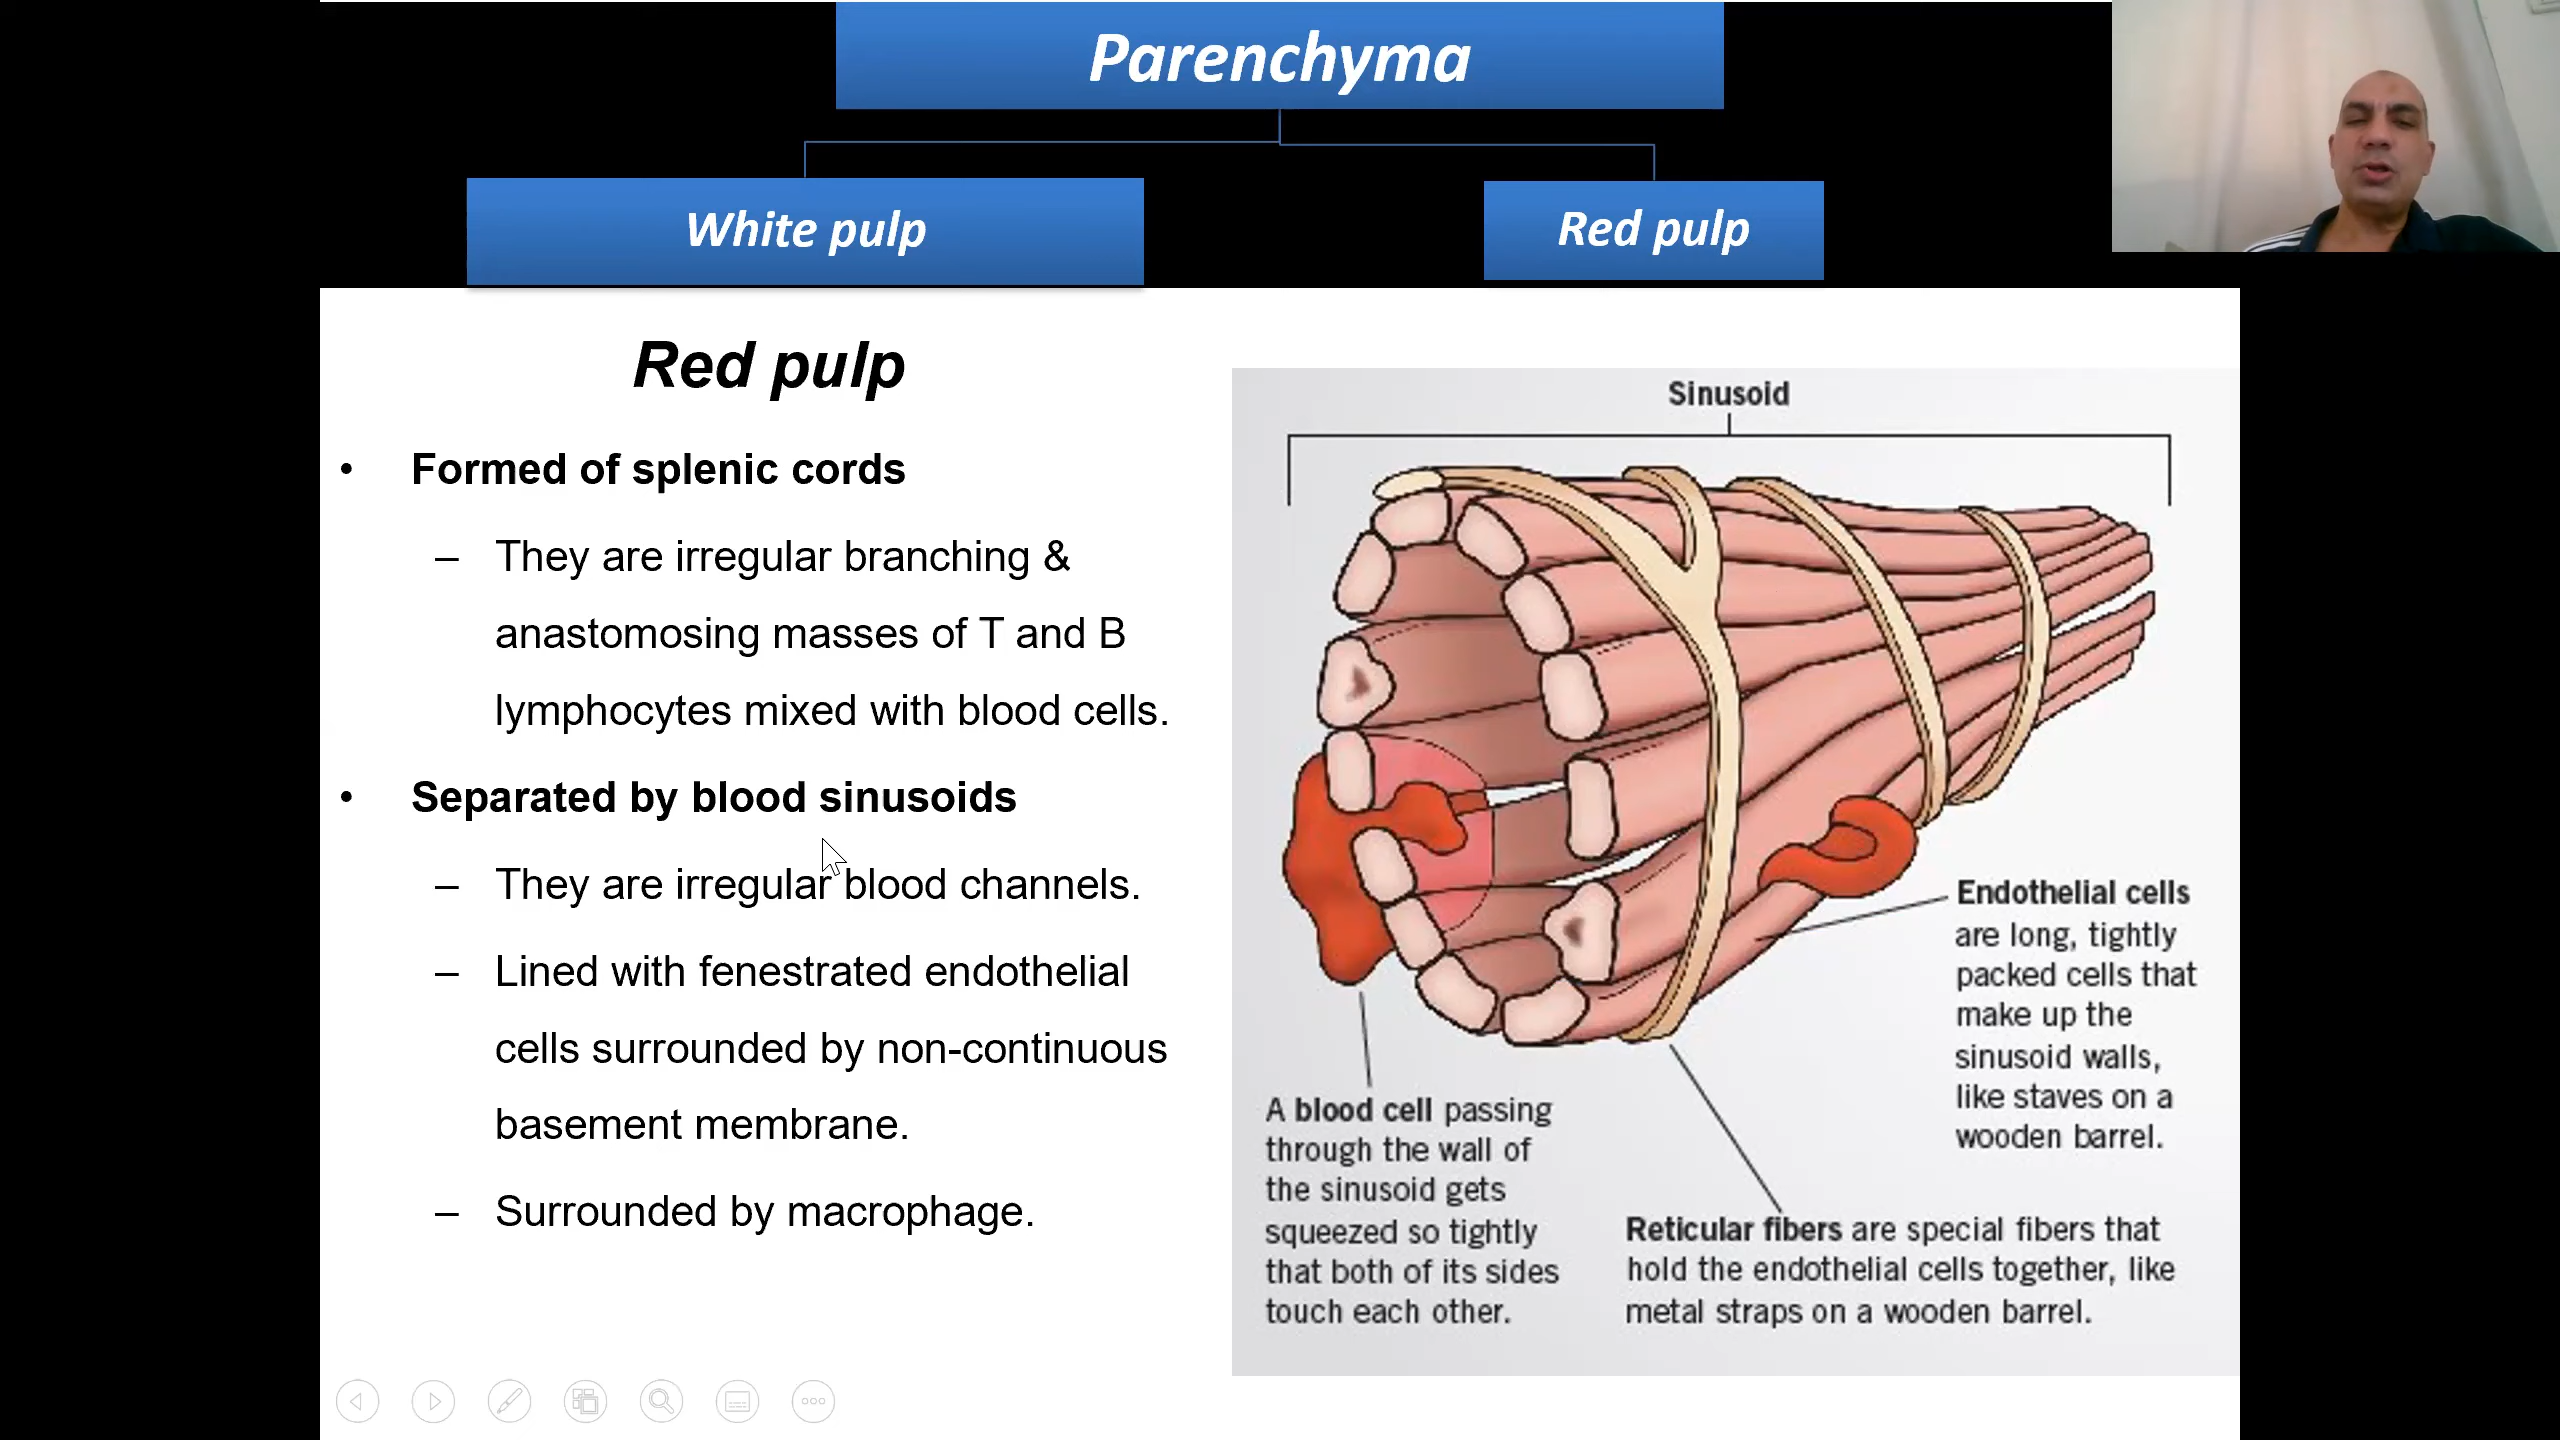 Parenchyma
White pulp
Red pulp
Red pulp
• Formed of splenic cords
– They are irregular branching &
anastomosing masses of T and B
lymphocytes mixed with blood cells.
• Separated by blood sinusoids
– They are irregular blood channels.
– Lined with fenestrated endothelial
cells surrounded by non-continuous
basement membrane.
– Surrounded by macrophage.
Sinusoid
Endothelial cells
are long, tightly
packed cells that
make up the
sinusoid walls,
like staves on a
wooden barrel.
A blood cell passing
through the wall of
the sinusoid gets
squeezed so tightly
that both of its sides
touch each other.
Reticular fibers are special fibers that
hold the endothelial cells together, like
metal straps on a wooden barrel.